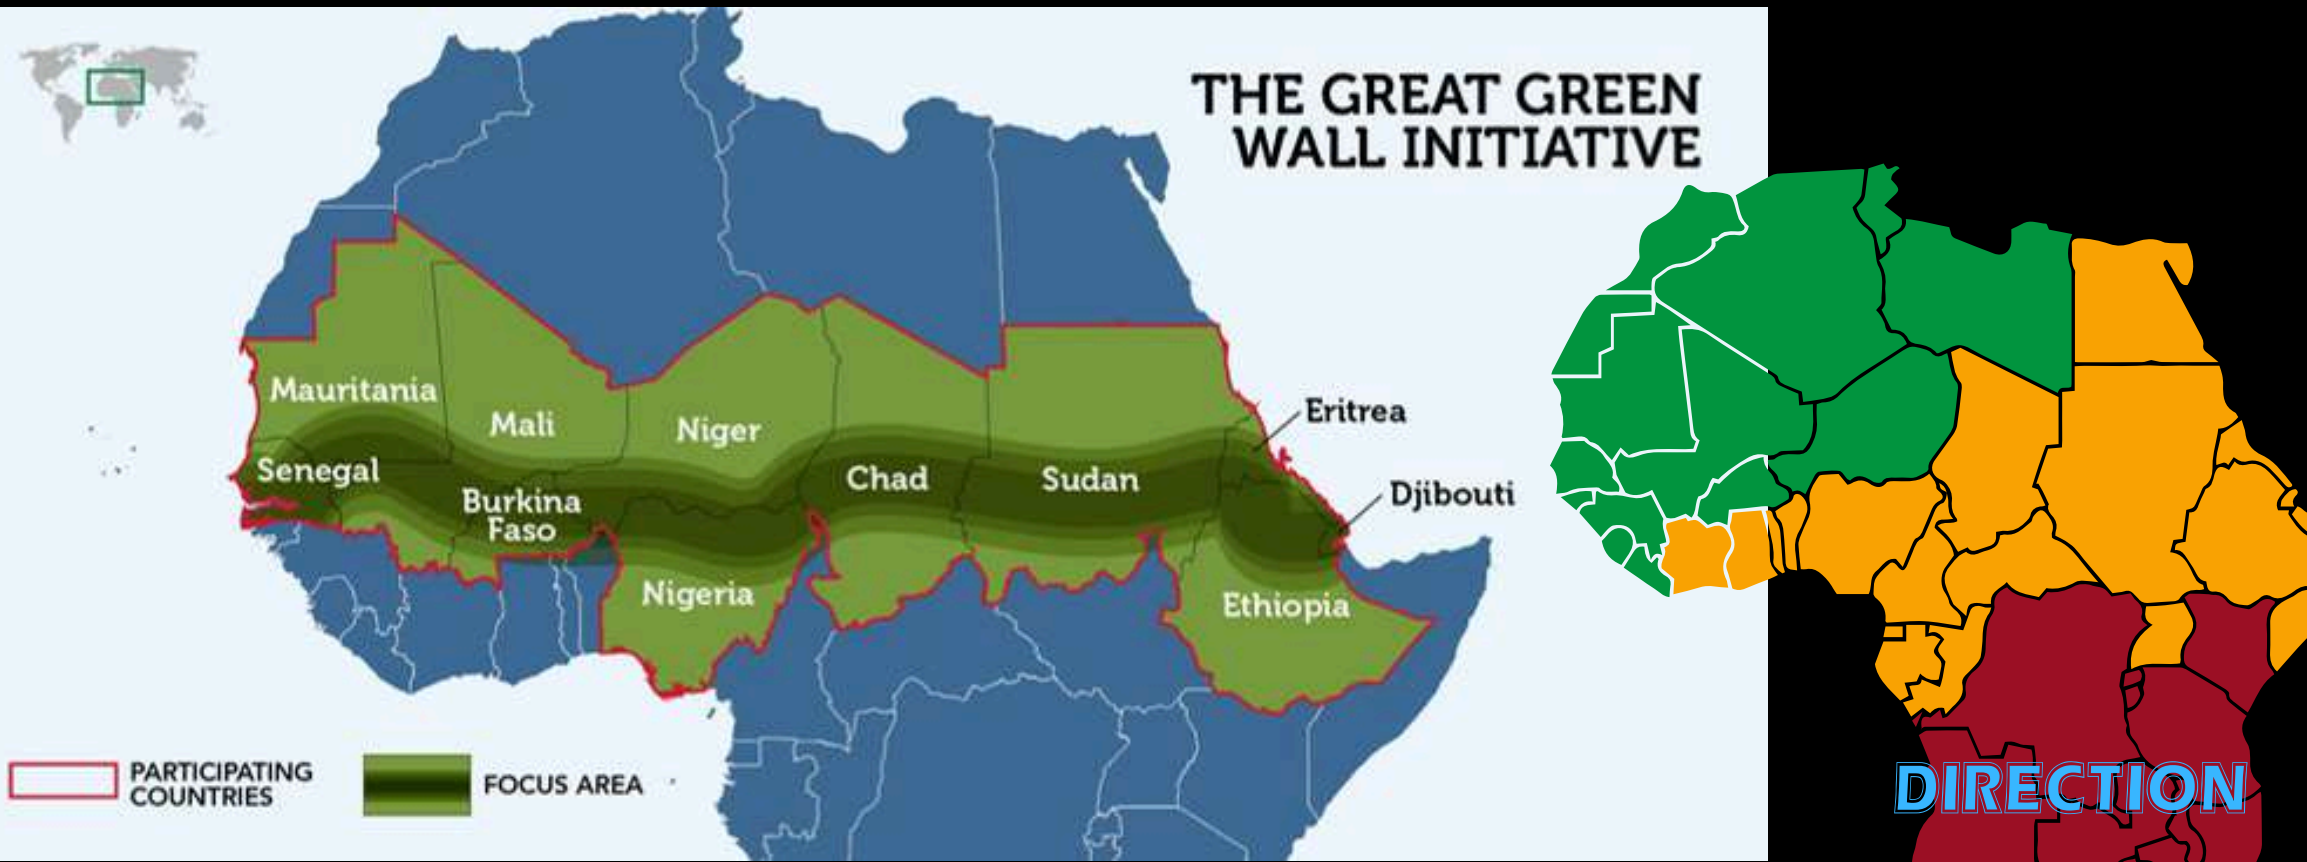 THE GREAT GREEN
WALL INITIATIVE
Mauritania
Mali
Niger
Eritrea
Senegal
Chad
Sudan
Djibouti
Burkina
Faso
Nigeria
Ethiopia
PARTICIPATING
COUNTRIES
FOCUS AREA
DIRECTION